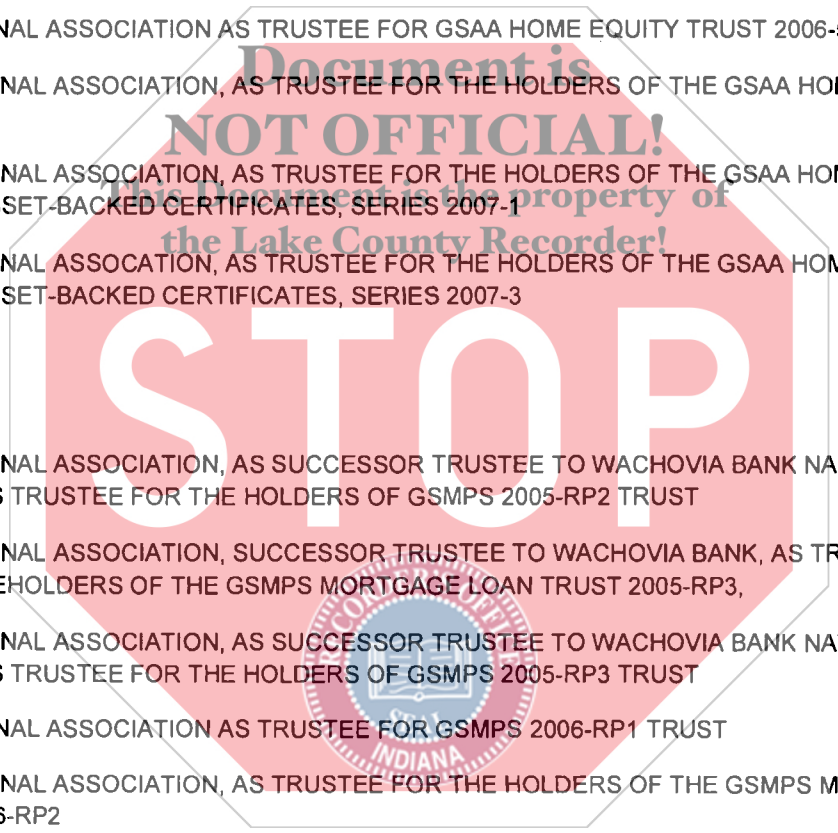 NAL ASSOCIATION AS TRUSTEE FOR GSAA HOME EQUITY TRUST 2006-
Document is
NAL ASSOCIATION, AS TRUSTEE FOR THE HOLDERS OF THE GSAA HO
NOT OFFICIAL!
NAL ASSOCIATION, AS TRUSTEE FOR THE HOLDERS OF THE GSAA HO
This Document is the property of
SET-BACKED CERTIFICATES, SERIES 2007-1
the Lake County Recorder!
NAL ASSOCATION, AS TRUSTEE FOR THE HOLDERS OF THE GSAA HOM
SET-BACKED CERTIFICATES, SERIES 2007-3
STOP
NAL ASSOCIATION, AS SUCCESSOR TRUSTEE TO WACHOVIA BANK NA
TRUSTEE FOR THE HOLDERS OF GSMPS 2005-RP2 TRUST
NAL ASSOCIATION, SUCCESSOR TRUSTEE TO WACHOVIA BANK, AS TR
EHOLDERS OF THE GSMPS MORTGAGE LOAN TRUST 2005-RP3,
NAL ASSOCIATION, AS SUCCESSOR TRUSTEE TO WACHOVIA BANK NA
TRUSTEE FOR THE HOLDERS OF GSMPS 2005-RP3 TRUST
NAL ASSOCIATION AS TRUSTEE FOR GSMPS 2006-RP1 TRUST
NAL ASSOCIATION, AS TRUSTEE FOR THE HOLDERS OF THE GSMPS M
6-RP2
RECORDER'S OFFICE
SEAL
INDIANA